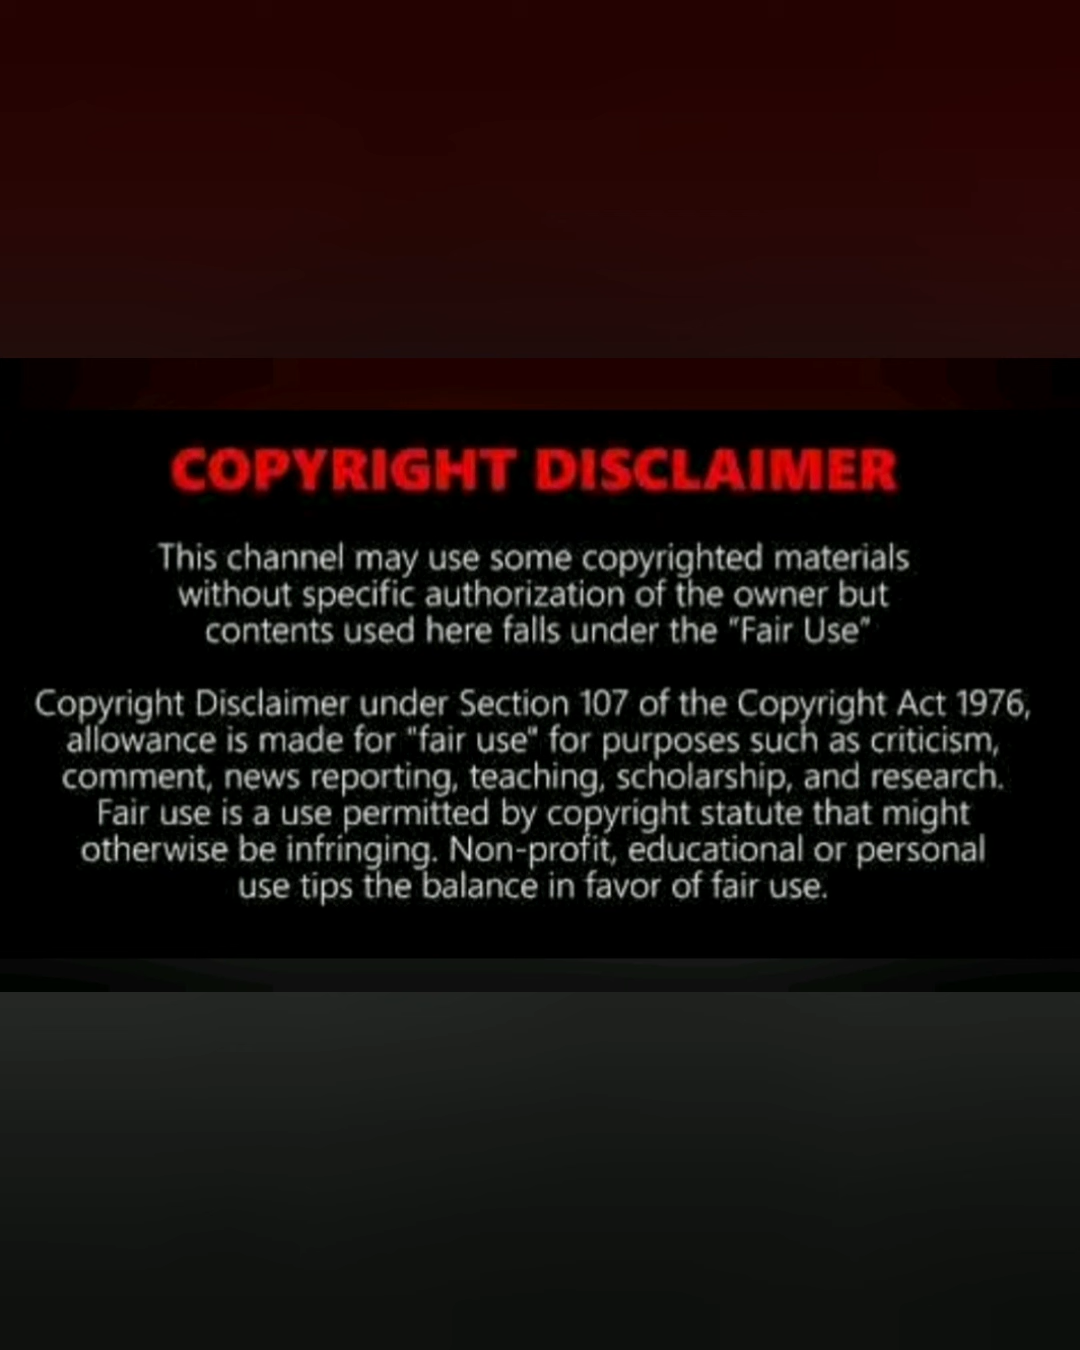 COPYRIGHT DISCLAIMER
This channel may use some copyrighted materials
without specific authorization of the owner but
contents used here falls under the "Fair Use"
Copyright Disclaimer under Section 107 of the Copyright Act 1976,
allowance is made for "fair use" for purposes such as criticism,
comment, news reporting, teaching, scholarship, and research.
Fair use is a use permitted by copyright statute that might
otherwise be infringing. Non-profit, educational or personal
use tips the balance in favor of fair use.